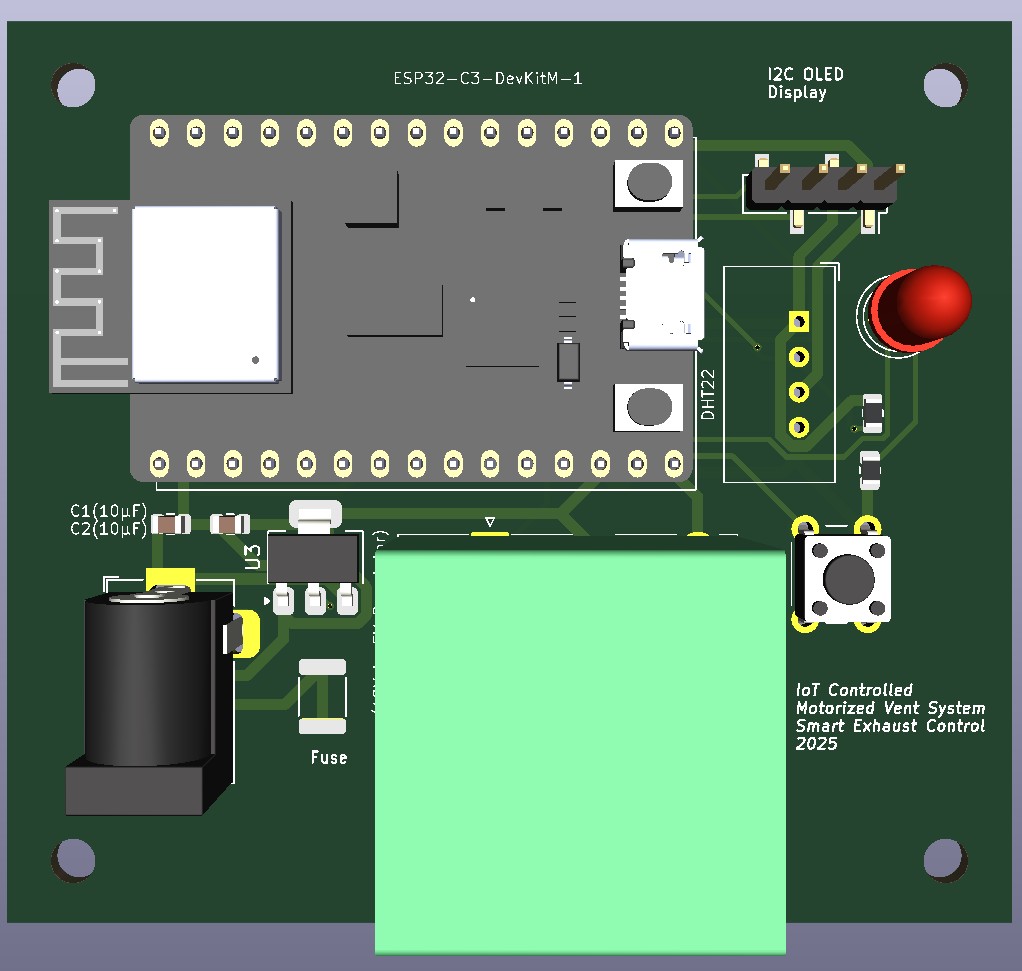 ESP32-C3-DevKitM-1
I2C OLED
Display
DHT22
C1(10µF)
C2(10µF)
U3
Fuse
IoT Controlled
Motorized Vent System
Smart Exhaust Control
2025